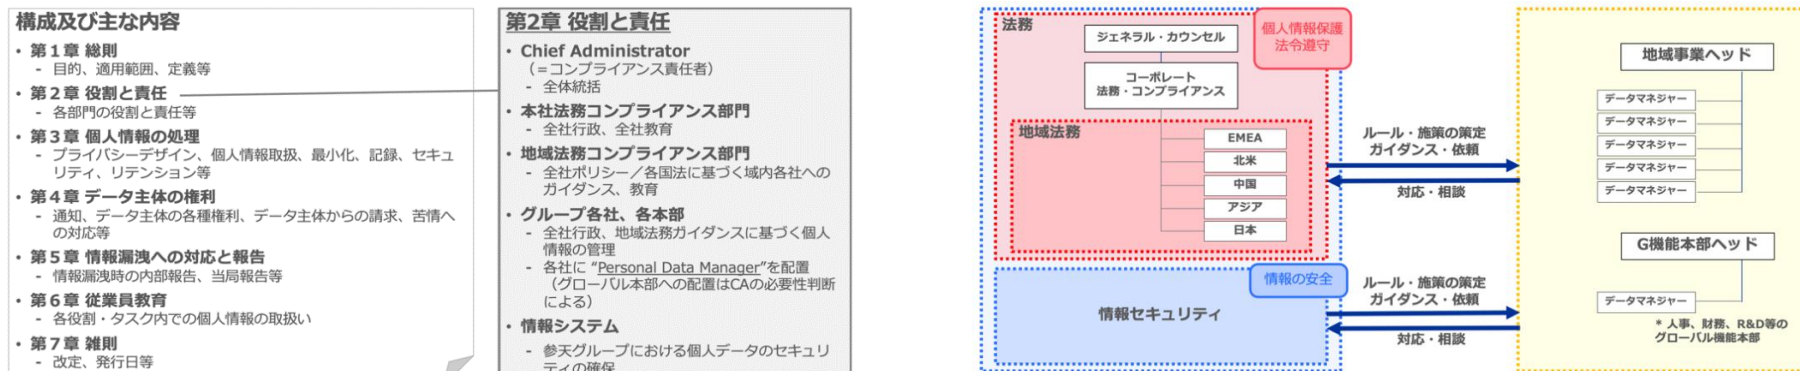 構成及び主な内容
• 第1章 総則
- 目的、適用範囲、定義等
• 第2章 役割と責任
- 各部門の役割と責任等
• 第3章 個人情報の処理
- プライバシーデザイン、個人情報取扱、最小化、記録、セキュ
リティ、リテンション等
• 第4章 データ主体の権利
- 通知、データ主体の各種権利、データ主体からの請求、苦情へ
の対応等
• 第5章 情報漏洩への対応と報告
- 情報漏洩時の内部報告、当局報告等
• 第6章 従業員教育
- 各役割・タスク内での個人情報の取扱い
• 第7章 雑則
- 改定、発行日等
第2章 役割と責任
• Chief Administrator
（＝コンプライアンス責任者）
- 全体統括
• 本社法務コンプライアンス部門
- 全社行政、全社教育
• 地域法務コンプライアンス部門
- 全社ポリシー／各国法に基づく域内各社への
ガイダンス、教育
• グループ各社、各本部
- 全社行政、地域法務ガイダンスに基づく個人
情報の管理
- 各社に “Personal Data Manager”を配置
（グローバル本部への配置はCAの必要性判断
による）
• 情報システム
- 参天グループにおける個人データのセキュリ
ティの確保
法務
ジェネラル・カウンセル
個人情報保護
法令遵守
コーポレート
法務・コンプライアンス
地域法務
EMEA
北米
中国
アジア
日本
情報の安全
情報セキュリティ
ルール・施策の策定
ガイダンス・依頼
対応・相談
ルール・施策の策定
ガイダンス・依頼
対応・相談
地域事業ヘッド
データマネジャー
データマネジャー
データマネジャー
データマネジャー
データマネジャー
G機能本部ヘッド
データマネジャー
* 人事、財務、R&D等の
グローバル機能本部